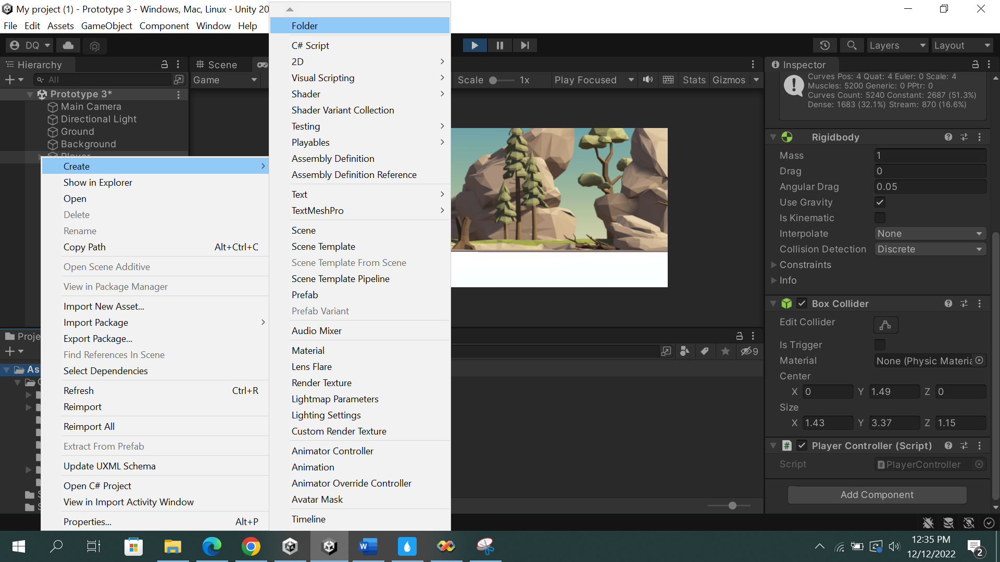 My project (1) - Prototype 3 - Windows, Mac, Linux - Unity 20
File Edit Assets GameObject Component Window Help
DQ
Layers
Layout
Hierarchy
Scene
Inspector
All
Game
Scale 1x
Play Focused
Stats
Gizmos
Prototype 3*
Main Camera
Directional Light
Ground
Background
Player
Create
Show in Explorer
Open
Delete
Rename
Copy Path Alt+Ctrl+C
Open Scene Additive
View in Package Manager
Import New Asset...
Import Package
Export Package...
Find References In Scene
Select Dependencies
Refresh Ctrl+R
Reimport
Reimport All
Extract From Prefab
Update UXML Schema
Open C# Project
View in Import Activity Window
Properties... Alt+P
Folder
C# Script
2D
Visual Scripting
Shader
Shader Variant Collection
Testing
Playables
Assembly Definition
Assembly Definition Reference
Text
TextMeshPro
Scene
Scene Template
Scene Template From Scene
Scene Template Pipeline
Prefab
Prefab Variant
Audio Mixer
Material
Lens Flare
Render Texture
Lightmap Parameters
Lighting Settings
Custom Render Texture
Animator Controller
Animation
Animator Override Controller
Avatar Mask
Timeline
Proje
As
9
Curves Pos: 4 Quat: 4 Euler: 0 Scale: 4
Muscles: 5200 Generic: 0 PPtr: 0
Curves Count: 5240 Constant: 2687 (51.3%)
Dense: 1683 (32.1%) Stream: 870 (16.6%)
Rigidbody
Mass 1
Drag 0
Angular Drag 0.05
Use Gravity
Is Kinematic
Interpolate None
Collision Detection Discrete
Constraints
Info
Box Collider
Edit Collider
Is Trigger
Material None (Physic Materia
Center
X 0 Y 1.49 Z 0
Size
X 1.43 Y 3.37 Z 1.15
Player Controller (Script)
Script PlayerController
Add Component
12:35 PM
12/12/2022
2